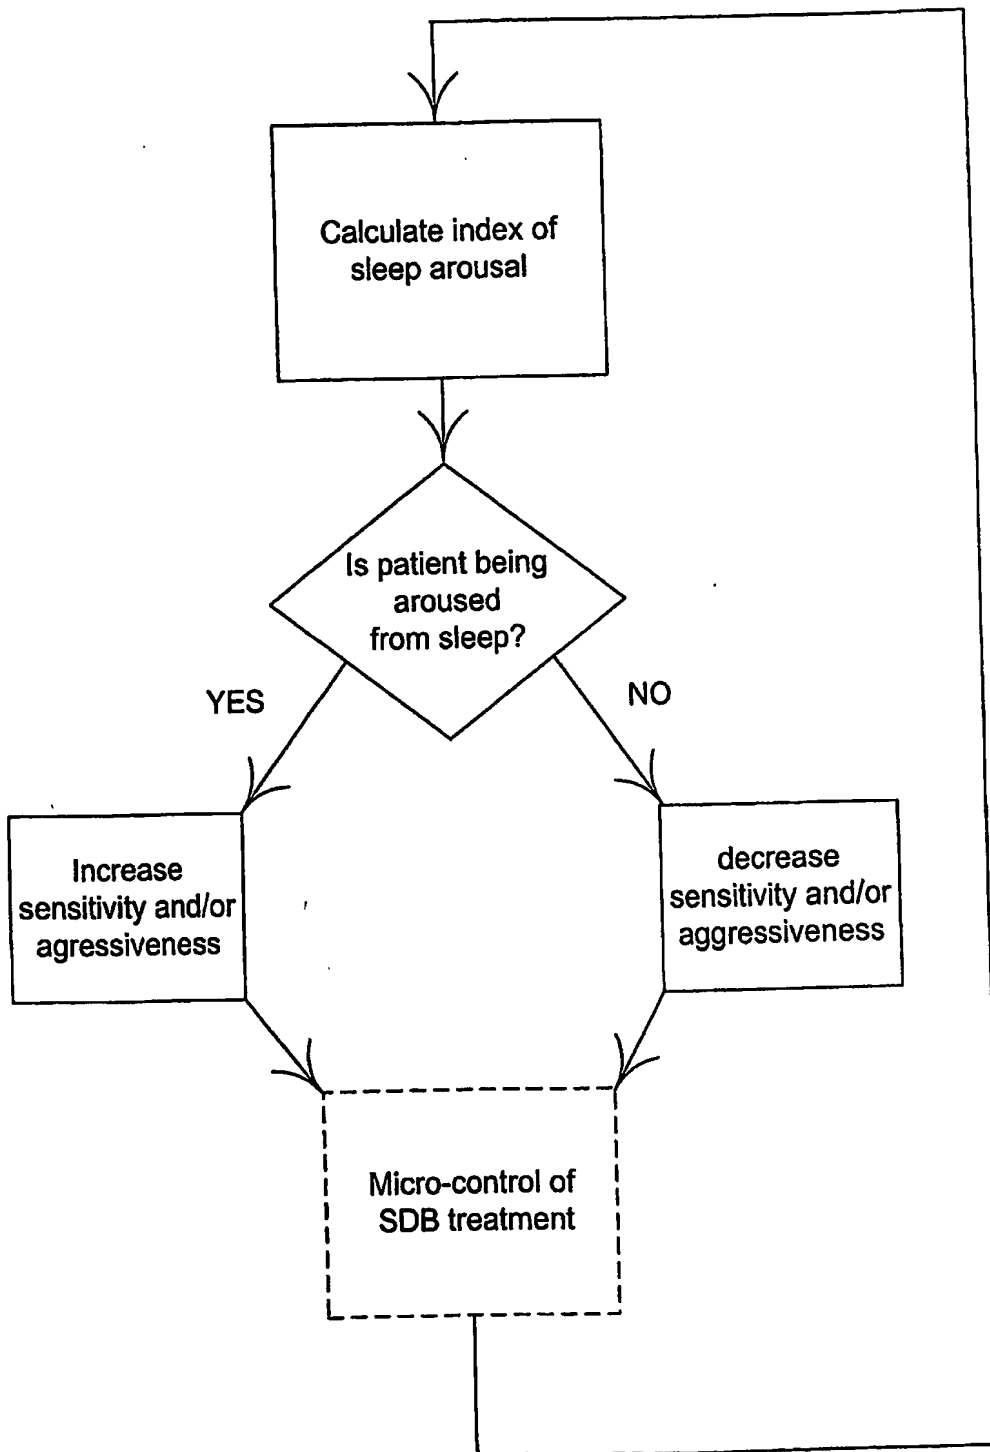 Calculate index of
sleep arousal
Is patient being
aroused
from sleep?
YES
NO
Increase
sensitivity and/or
agressiveness
decrease
sensitivity and/or
aggressiveness
Micro-control of
SDB treatment